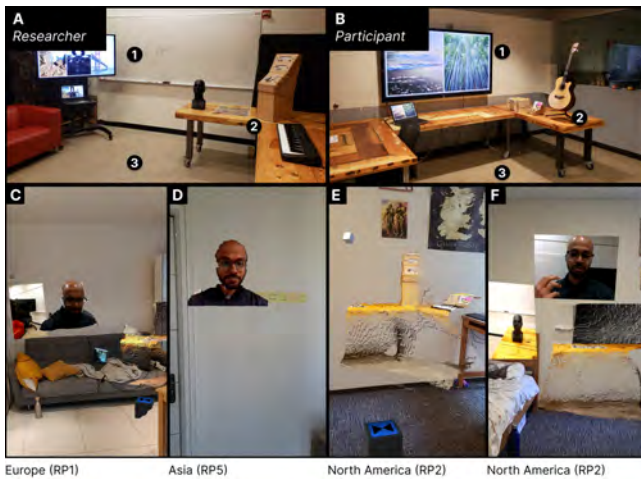 A
Researcher
1
2
3
B
Participant
1
2
3
C
D
E
F
Europe (RP1)
Asia (RP5)
North America (RP2)
North America (RP2)